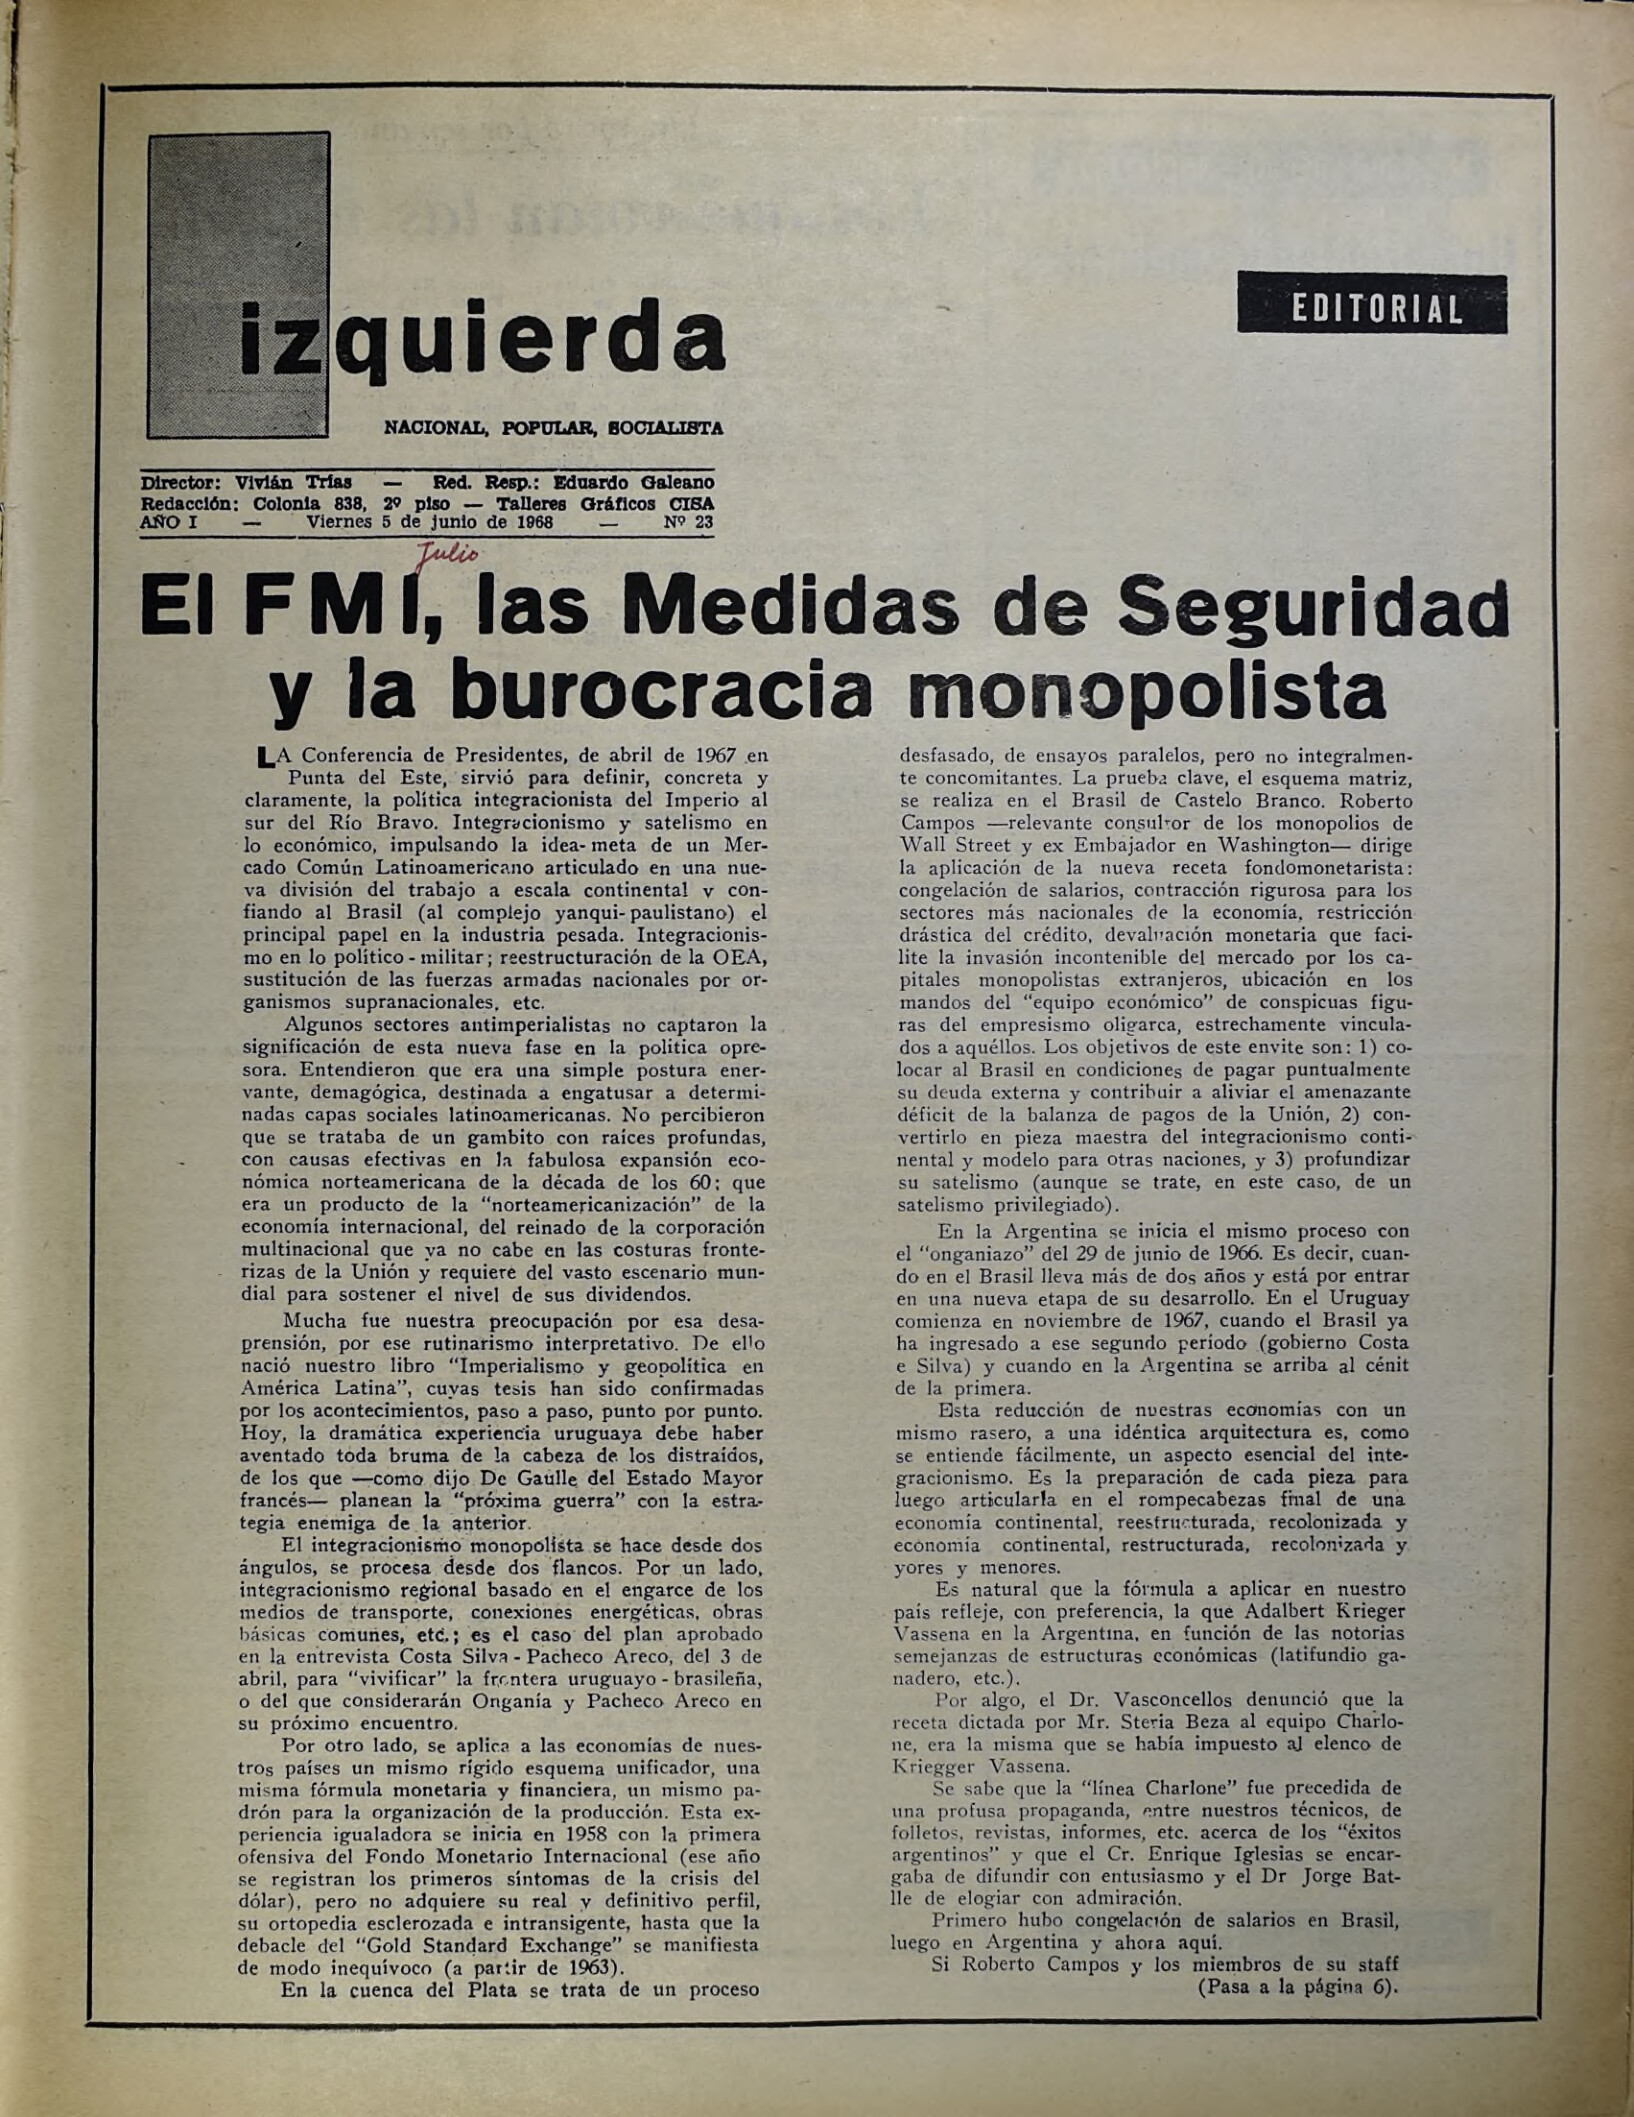 izquierda
NACIONAL, POPULAR, SOCIALISTA
EDITORIAL
Director: Vivián Trías — Red. Resp.: Eduardo Galeano
Redacción: Colonia 838, 2º piso — Talleres Gráficos CISA
AÑO I — Viernes 5 de junio de 1968 — Nº 23
Julio
El FMI, las Medidas de Seguridad
y la burocracia monopolista
LA Conferencia de Presidentes, de abril de 1967 en
Punta del Este, sirvió para definir, concreta y
claramente, la política integracionista del Imperio al
sur del Río Bravo. Integracionismo y satelismo en
lo económico, impulsando la idea-meta de un Mer-
cado Común Latinoamericano articulado en una nue-
va división del trabajo a escala continental y con-
fiando al Brasil (al complejo yanqui-paulistano) el
principal papel en la industria pesada. Integracionis-
mo en lo político-militar; reestructuración de la OEA,
sustitución de las fuerzas armadas nacionales por or-
ganismos supranacionales, etc.
Algunos sectores antimperialistas no captaron la
significación de esta nueva fase en la politica opre-
sora. Entendieron que era una simple postura ener-
vante, demagógica, destinada a engatusar a determi-
nadas capas sociales latinoamericanas. No percibieron
que se trataba de un gambito con raíces profundas,
con causas efectivas en la fabulosa expansión eco-
nómica norteamericana de la década de los 60; que
era un producto de la "norteamericanización" de la
economía internacional, del reinado de la corporación
multinacional que ya no cabe en las costuras fronte-
rizas de la Unión y requiere del vasto escenario mun-
dial para sostener el nivel de sus dividendos.
Mucha fue nuestra preocupación por esa desa-
prensión, por ese rutinarismo interpretativo. De ello
nació nuestro libro "Imperialismo y geopolítica en
América Latina", cuyas tesis han sido confirmadas
por los acontecimientos, paso a paso, punto por punto.
Hoy, la dramática experiencia uruguaya debe haber
aventado toda bruma de la cabeza de los distraídos,
de los que —como dijo De Gaulle del Estado Mayor
francés— planean la "próxima guerra" con la estra-
tegia enemiga de la anterior.
El integracionismo monopolista se hace desde dos
ángulos, se procesa desde dos flancos. Por un lado,
integracionismo regional basado en el engarce de los
medios de transporte, conexiones energéticas, obras
básicas comunes, etc.; es el caso del plan aprobado
en la entrevista Costa Silva-Pacheco Areco, del 3 de
abril, para "vivificar" la frontera uruguayo-brasileña,
o del que considerarán Onganía y Pacheco Areco en
su próximo encuentro.
Por otro lado, se aplica a las economías de nues-
tros países un mismo rígido esquema unificador, una
misma fórmula monetaria y financiera, un mismo pa-
drón para la organización de la producción. Esta ex-
periencia igualadora se inicia en 1958 con la primera
ofensiva del Fondo Monetario Internacional (ese año
se registran los primeros síntomas de la crisis del
dólar), pero no adquiere su real y definitivo perfil,
su ortopedia esclerozada e intransigente, hasta que la
debacle del "Gold Standard Exchange" se manifiesta
de modo inequívoco (a partir de 1963).
En la cuenca del Plata se trata de un proceso
desfasado, de ensayos paralelos, pero no integralmen-
te concomitantes. La prueba clave, el esquema matriz,
se realiza en el Brasil de Castelo Branco. Roberto
Campos —relevante consultor de los monopolios de
Wall Street y ex Embajador en Washington— dirige
la aplicación de la nueva receta fondomonetarista:
congelación de salarios, contracción rigurosa para los
sectores más nacionales de la economía, restricción
drástica del crédito, devaluación monetaria que faci-
lite la invasión incontenible del mercado por los ca-
pitales monopolistas extranjeros, ubicación en los
mandos del "equipo económico" de conspicuas figu-
ras del empresismo oligarca, estrechamente vincula-
dos a aquéllos. Los objetivos de este envite son: 1) co-
locar al Brasil en condiciones de pagar puntualmente
su deuda externa y contribuir a aliviar el amenazante
déficit de la balanza de pagos de la Unión, 2) con-
vertirlo en pieza maestra del integracionismo conti-
nental y modelo para otras naciones, y 3) profundizar
su satelismo (aunque se trate, en este caso, de un
satelismo privilegiado).
En la Argentina se inicia el mismo proceso con
el "onganiazo" del 29 de junio de 1966. Es decir, cuan-
do en el Brasil lleva más de dos años y está por entrar
en una nueva etapa de su desarrollo. En el Uruguay
comienza en noviembre de 1967, cuando el Brasil ya
ha ingresado a ese segundo período (gobierno Costa
e Silva) y cuando en la Argentina se arriba al cénit
de la primera.
Esta reducción de nuestras economías con un
mismo rasero, a una idéntica arquitectura es, como
se entiende fácilmente, un aspecto esencial del inte-
gracionismo. Es la preparación de cada pieza para
luego articularla en el rompecabezas final de una
economía continental, reestructurada, recolonizada y
economía continental, restructurada, recolonizada y
yores y menores.
Es natural que la fórmula a aplicar en nuestro
país refleje, con preferencia, la que Adalbert Krieger
Vassena en la Argentina, en función de las notorias
semejanzas de estructuras económicas (latifundio ga-
nadero, etc.).
Por algo, el Dr. Vasconcellos denunció que la
receta dictada por Mr. Steria Beza al equipo Charlo-
ne, era la misma que se había impuesto al elenco de
Kriegger Vassena.
Se sabe que la "línea Charlone" fue precedida de
una profusa propaganda, entre nuestros técnicos, de
folletos, revistas, informes, etc. acerca de los "éxitos
argentinos" y que el Cr. Enrique Iglesias se encar-
gaba de difundir con entusiasmo y el Dr Jorge Bat-
lle de elogiar con admiración.
Primero hubo congelación de salarios en Brasil,
luego en Argentina y ahora aquí.
Si Roberto Campos y los miembros de su staff
(Pasa a la página 6).